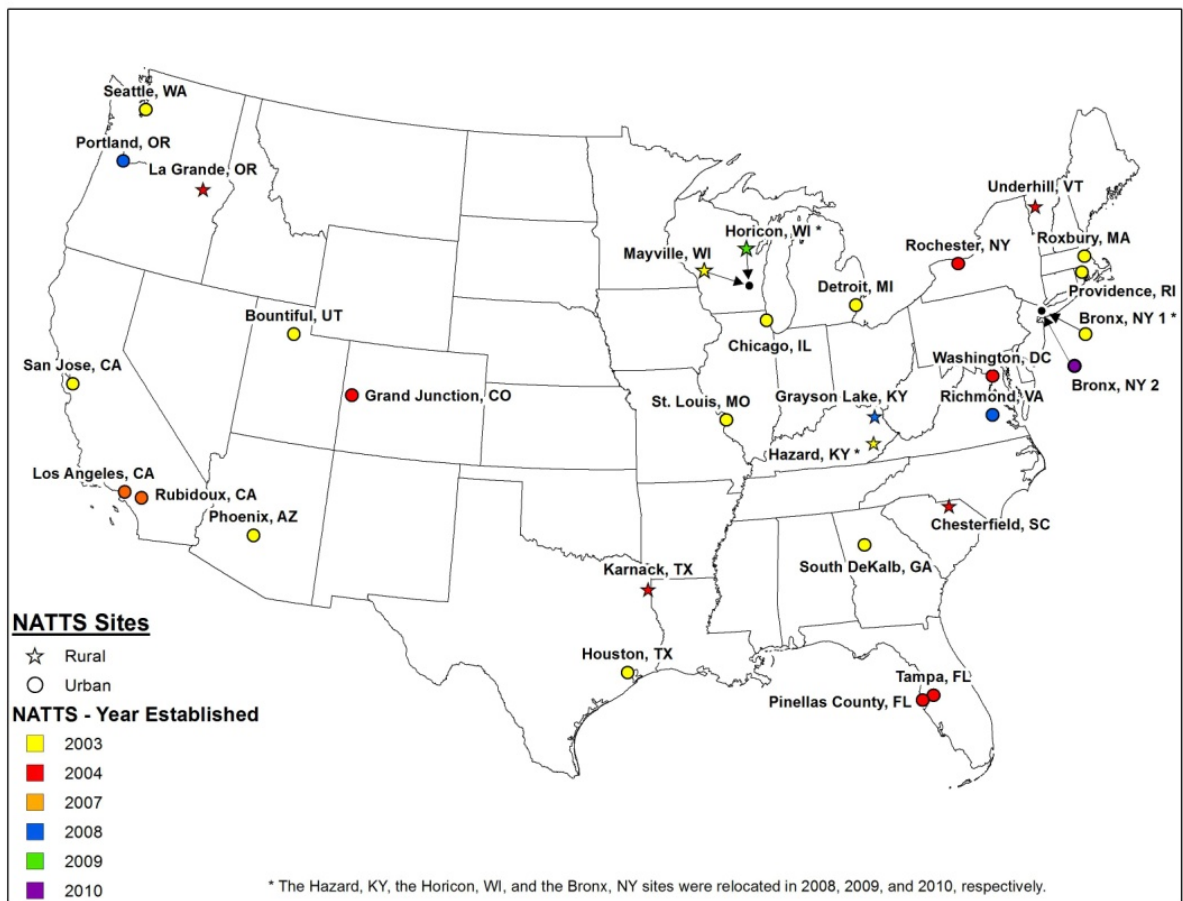 Seattle, WA
Portland, OR
La Grande, OR
Underhill, VT
Horicon, WI *
Rochester, NY
Roxbury, MA
Mayville, WI
Detroit, MI
Providence, RI
Bountiful, UT
Bronx, NY 1 *
Chicago, IL
Washington, DC
San Jose, CA
Bronx, NY 2
Grand Junction, CO
St. Louis, MO
Grayson Lake, KY
Richmond, VA
Hazard, KY *
Los Angeles, CA
Rubidoux, CA
Phoenix, AZ
Chesterfield, SC
South DeKalb, GA
Karnack, TX
Houston, TX
Tampa, FL
Pinellas County, FL
NATTS Sites
Rural
Urban
NATTS - Year Established
2003
2004
2007
2008
2009
2010
* The Hazard, KY, the Horicon, WI, and the Bronx, NY sites were relocated in 2008, 2009, and 2010, respectively.